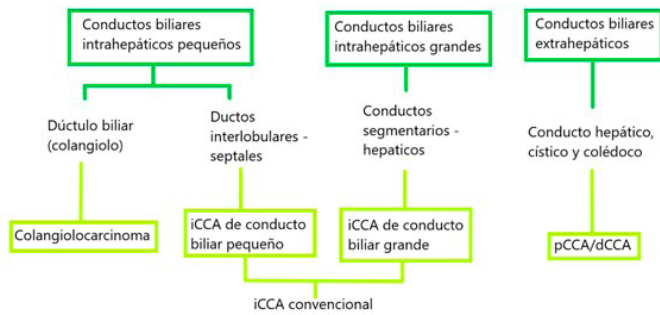 Conductos biliares
intrahepáticos pequeños
Conductos biliares
intrahepáticos grandes
Conductos biliares
extrahepáticos
Dúctulo biliar
(colangiolo)
Ductos
interlobulares -
septales
Conductos
segmentarios -
hepaticos
Conducto hepático,
cístico y colédoco
Colangiolocarcinoma
iCCA de conducto
biliar pequeño
iCCA de conducto
biliar grande
pCCA/dCCA
iCCA convencional